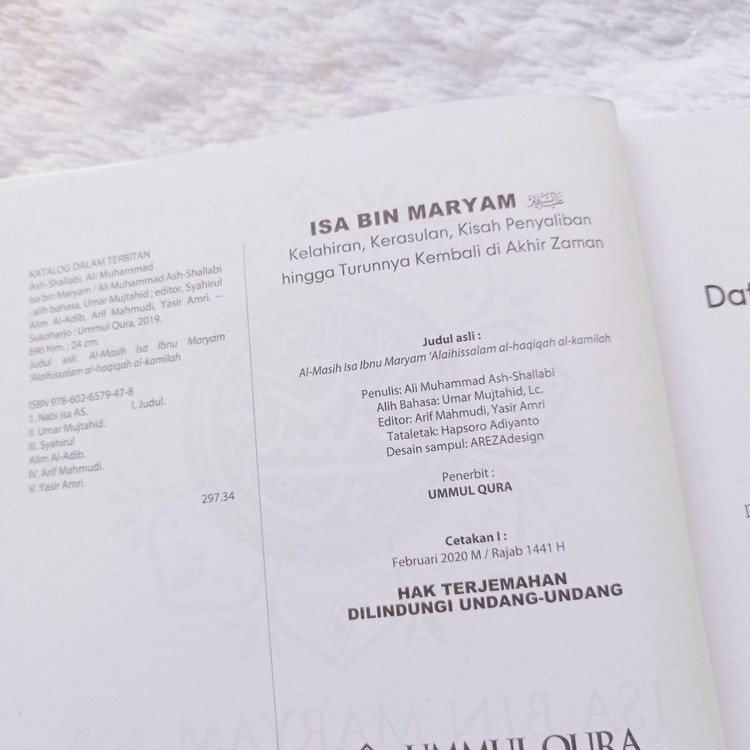 KATALOG DALAM TERBITAN
Ash-Shallabi, Ali Muhammad
Isa bin Maryam / Ali Muhammad Ash-Shallabi
; alih bahasa, Umar Mujtahid ; editor, Syahirul
Alim Al-Adib, Arif Mahmudi, Yasir Amri. --
Sukoharjo : Ummul Qura, 2019.
696 hlm. ; 24 cm.
Judul asli: Al-Masih Isa Ibnu Maryam
'Alaihissalam al-haqiqah al-kamilah
ISBN 978-602-6579-47-8
1. Nabi Isa AS. I. Judul.
II. Umar Mujtahid.
III. Syahirul
Alim Al-Adib.
IV. Arif Mahmudi.
V. Yasir Amri.
297.34
ISA BIN MARYAM
Kelahiran, Kerasulan, Kisah Penyaliban
hingga Turunnya Kembali di Akhir Zaman
Judul asli :
Al-Masih Isa Ibnu Maryam 'Alaihissalam al-haqiqah al-kamilah
Penulis: Ali Muhammad Ash-Shallabi
Alih Bahasa: Umar Mujtahid, Lc.
Editor: Arif Mahmudi, Yasir Amri
Tataletak: Hapsoro Adiyanto
Desain sampul: AREZAdesign
Penerbit :
UMMUL QURA
Cetakan I :
Februari 2020 M / Rajab 1441 H
HAK TERJEMAHAN
DILINDUNGI UNDANG-UNDANG
UMMUL QURA